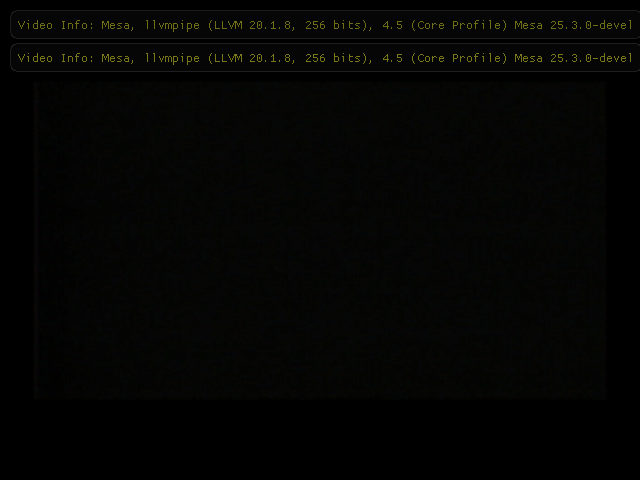 Video Info: Mesa, llvmpipe (LLVM 20.1.8, 256 bits), 4.5 (Core Profile) Mesa 25.3.0-devel
Video Info: Mesa, llvmpipe (LLVM 20.1.8, 256 bits), 4.5 (Core Profile) Mesa 25.3.0-devel